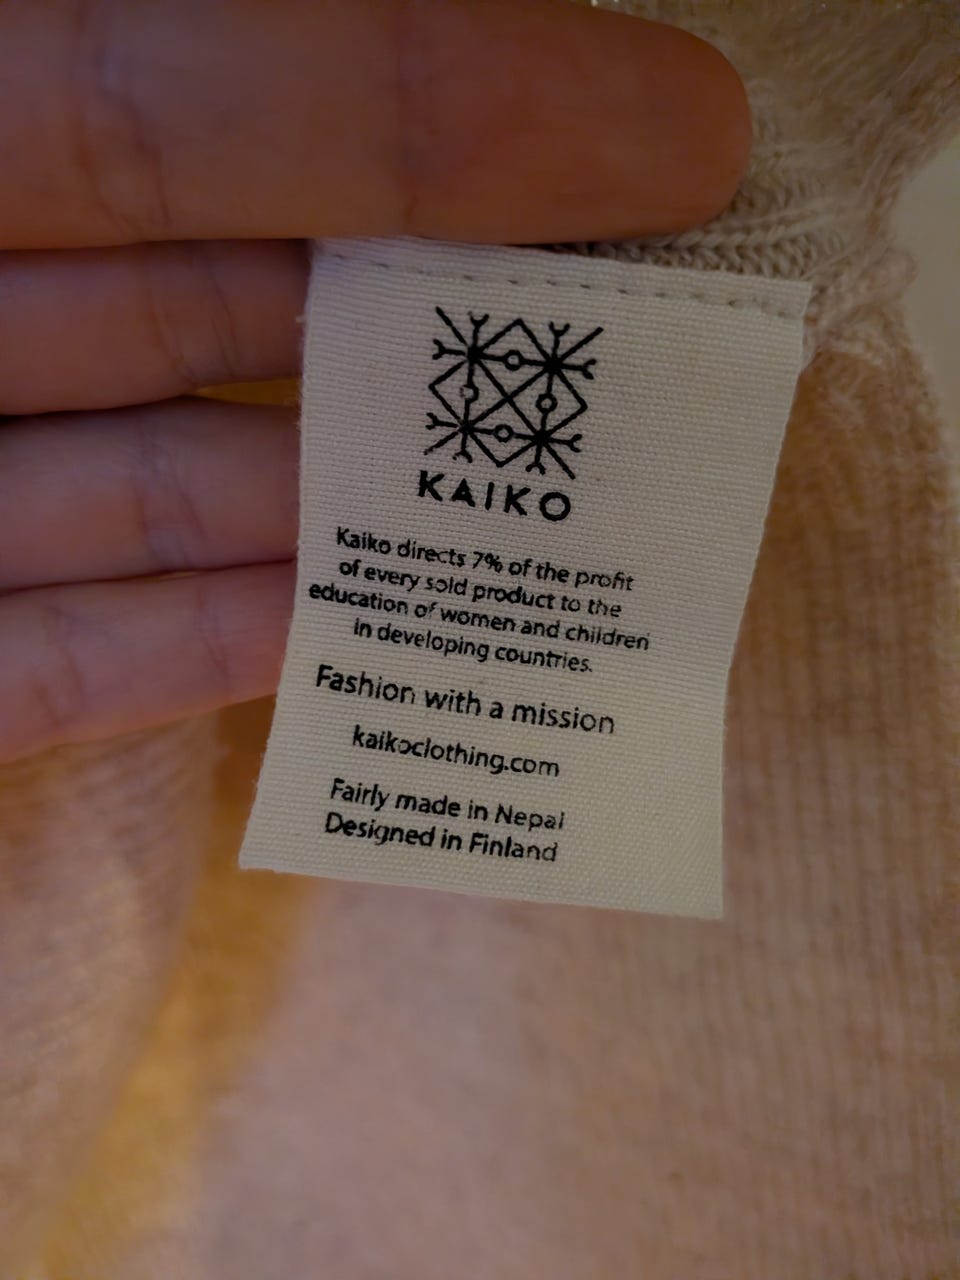 KAIKO
Kaiko directs 7% of the profit
of every sold product to the
education of women and children
in developing countries.
Fashion with a mission
kaikoclothing.com
Fairly made in Nepal
Designed in Finland